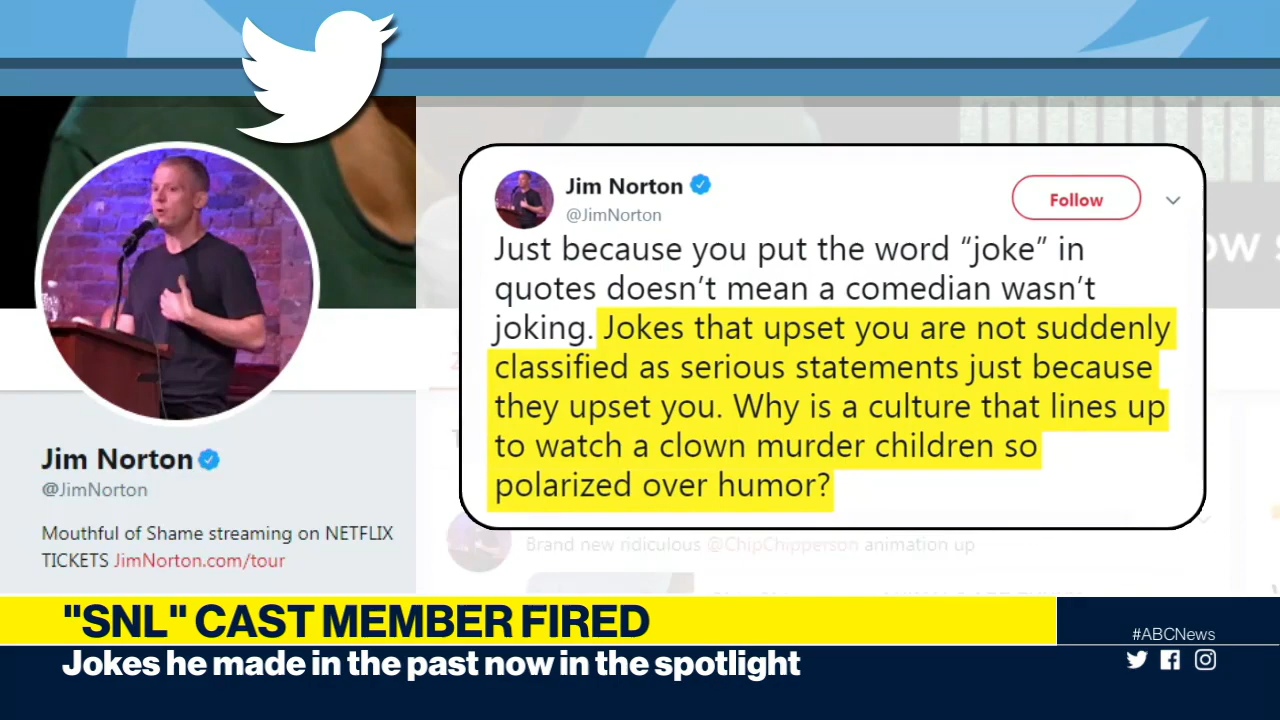 Jim Norton
@JimNorton
Follow
Just because you put the word “joke” in
quotes doesn’t mean a comedian wasn’t
joking. Jokes that upset you are not suddenly
classified as serious statements just because
they upset you. Why is a culture that lines up
to watch a clown murder children so
polarized over humor?
Jim Norton
@JimNorton
Mouthful of Shame streaming on NETFLIX
TICKETS JimNorton.com/tour
Brand new ridiculous @ChipChipperson animation up
"SNL" CAST MEMBER FIRED
Jokes he made in the past now in the spotlight
#ABCNews